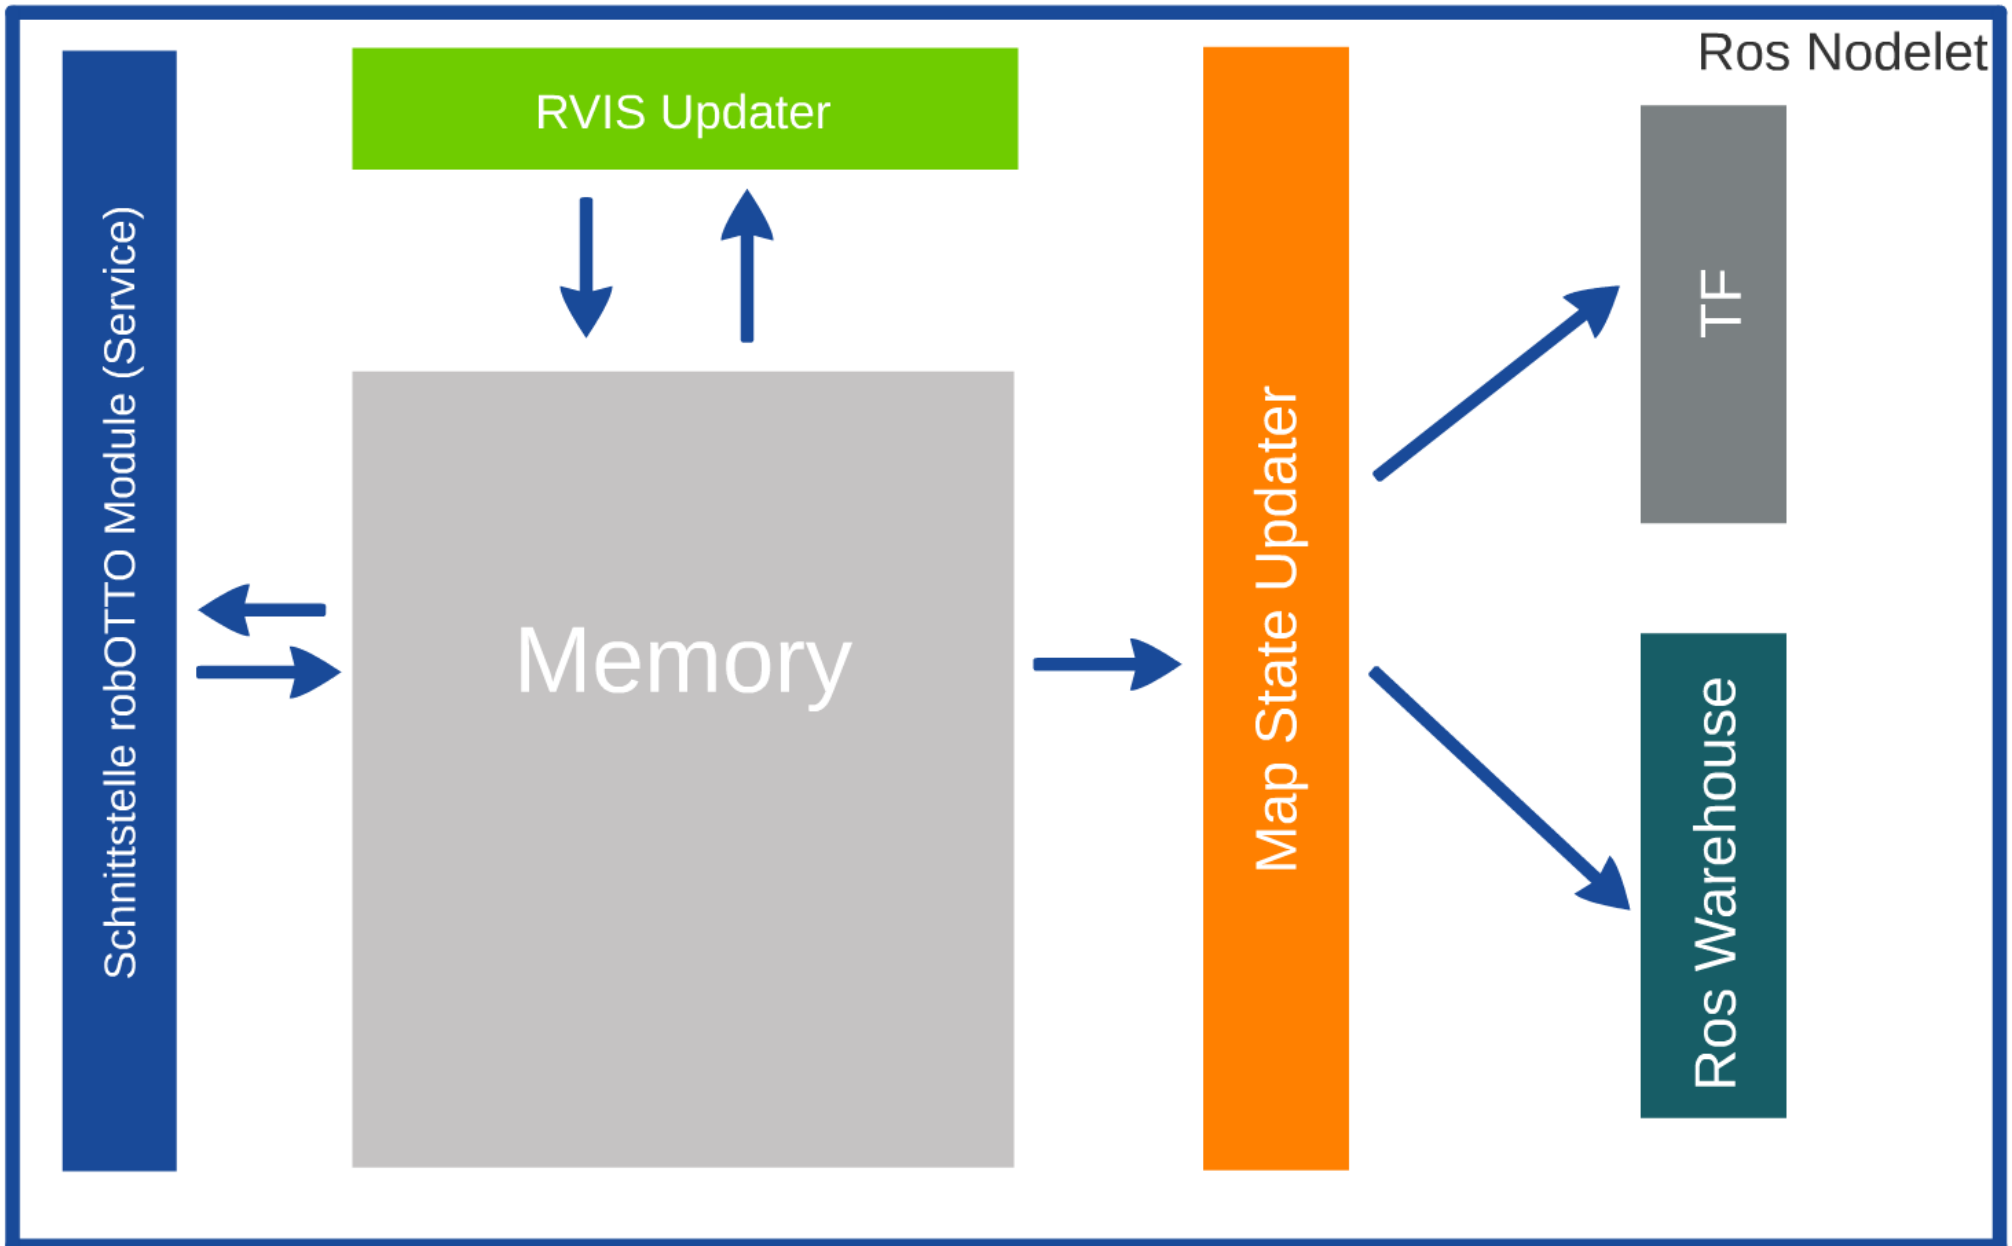 Ros Nodelet
Schnittstelle robOTTO Module (Service)
RVIS Updater
Memory
Map State Updater
TF
Ros Warehouse